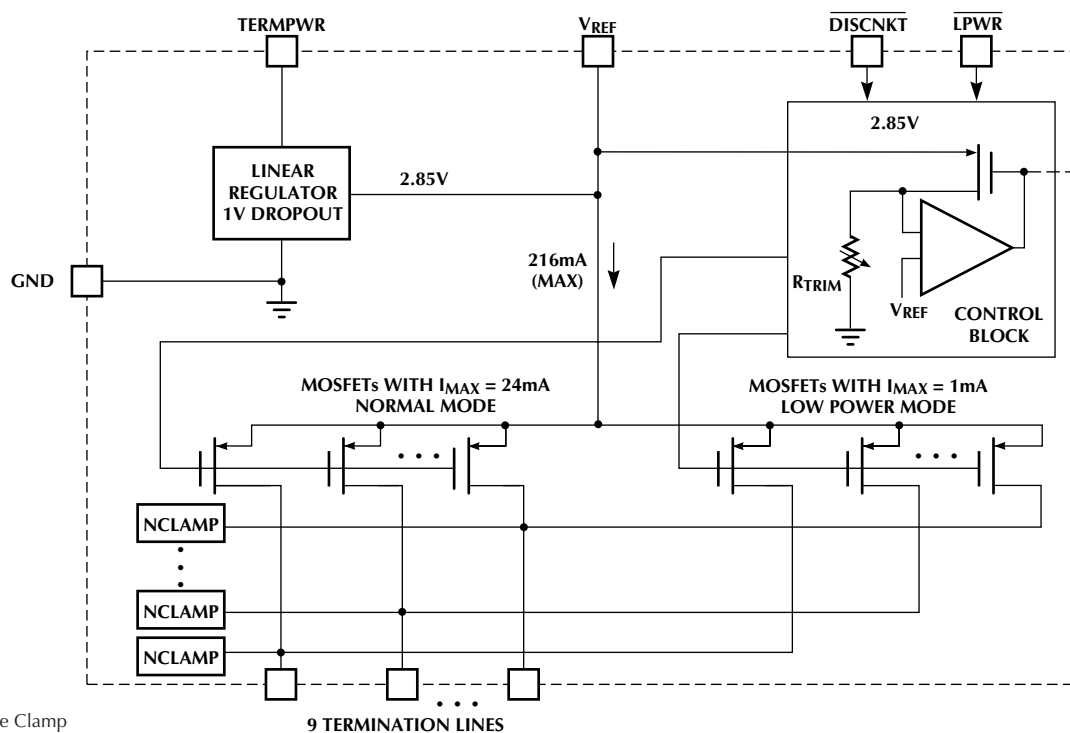 TERMPWR
VREF
DISCNKT
LPWR
LINEAR
REGULATOR
1V DROPOUT
2.85V
2.85V
GND
216mA
(MAX)
RTRIM
VREF
CONTROL
BLOCK
MOSFETs WITH IMAX = 24mA
NORMAL MODE
MOSFETs WITH IMAX = 1mA
LOW POWER MODE
• • •
• • •
NCLAMP
•
•
•
NCLAMP
NCLAMP
• • •
e Clamp
9 TERMINATION LINES